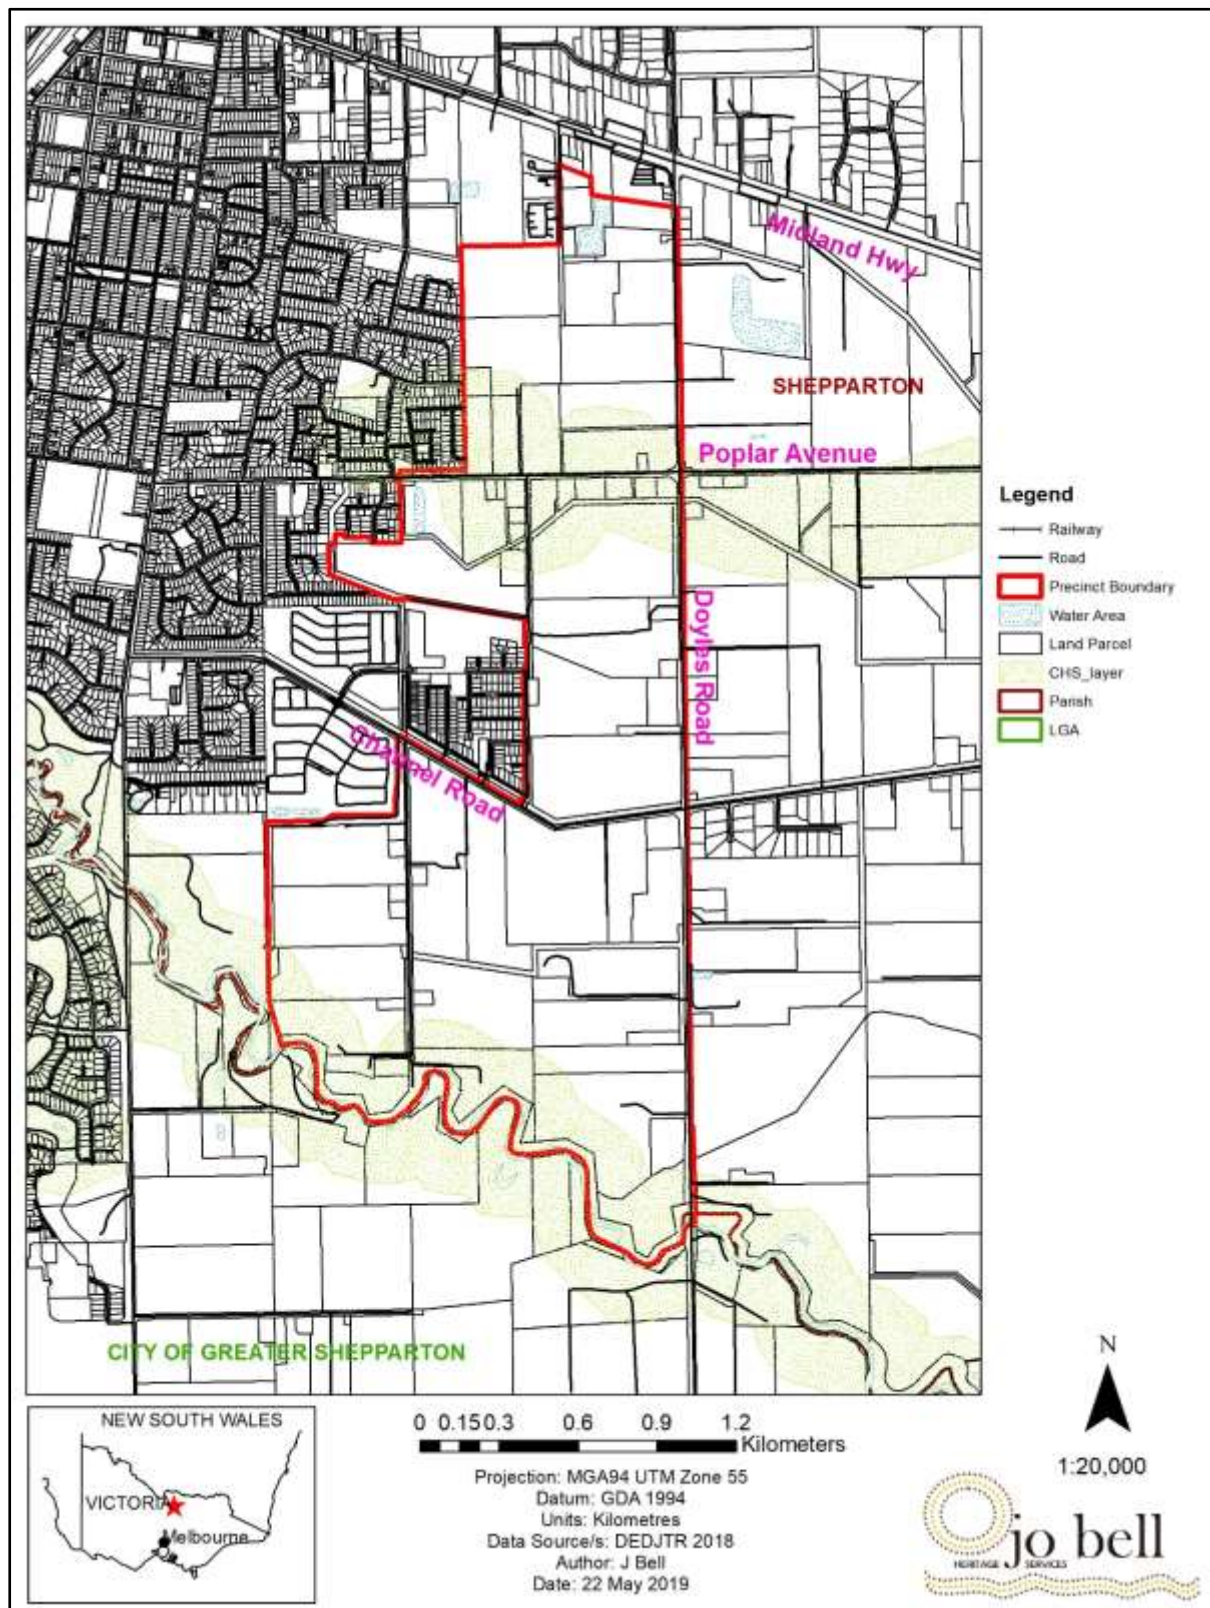 Midland Hwy
SHEPPARTON
Poplar Avenue
Doyles Road
Channel Road
CITY OF GREATER SHEPPARTON
Legend
Railway
Road
Precinct Boundary
Water Area
Land Parcel
CHS_layer
Parish
LGA
NEW SOUTH WALES
VICTORIA
Melbourne
0 0.15 0.3 0.6 0.9 1.2
Kilometers
Projection: MGA94 UTM Zone 55
Datum: GDA 1994
Units: Kilometres
Data Source/s: DEDJTR 2018
Author: J Bell
Date: 22 May 2019
N
1:20,000
jo bell
HERITAGE SERVICES